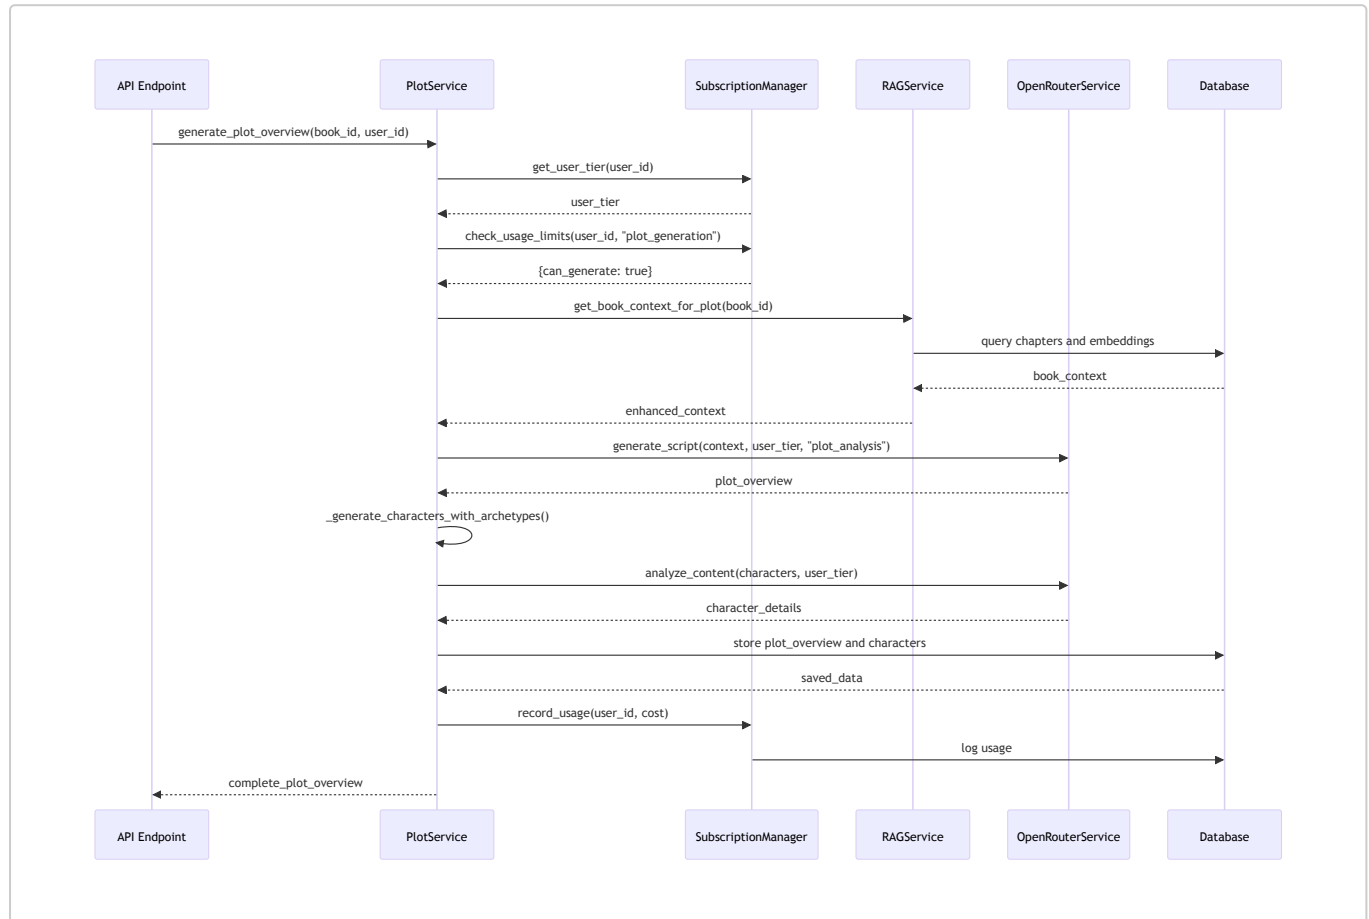 API Endpoint
PlotService
SubscriptionManager
RAGService
OpenRouterService
Database
generate_plot_overview(book_id, user_id)
get_user_tier(user_id)
user_tier
check_usage_limits(user_id, "plot_generation")
{can_generate: true}
get_book_context_for_plot(book_id)
query chapters and embeddings
book_context
enhanced_context
generate_script(context, user_tier, "plot_analysis")
plot_overview
_generate_characters_with_archetypes()
analyze_content(characters, user_tier)
character_details
store plot_overview and characters
saved_data
record_usage(user_id, cost)
log usage
complete_plot_overview
API Endpoint
PlotService
SubscriptionManager
RAGService
OpenRouterService
Database